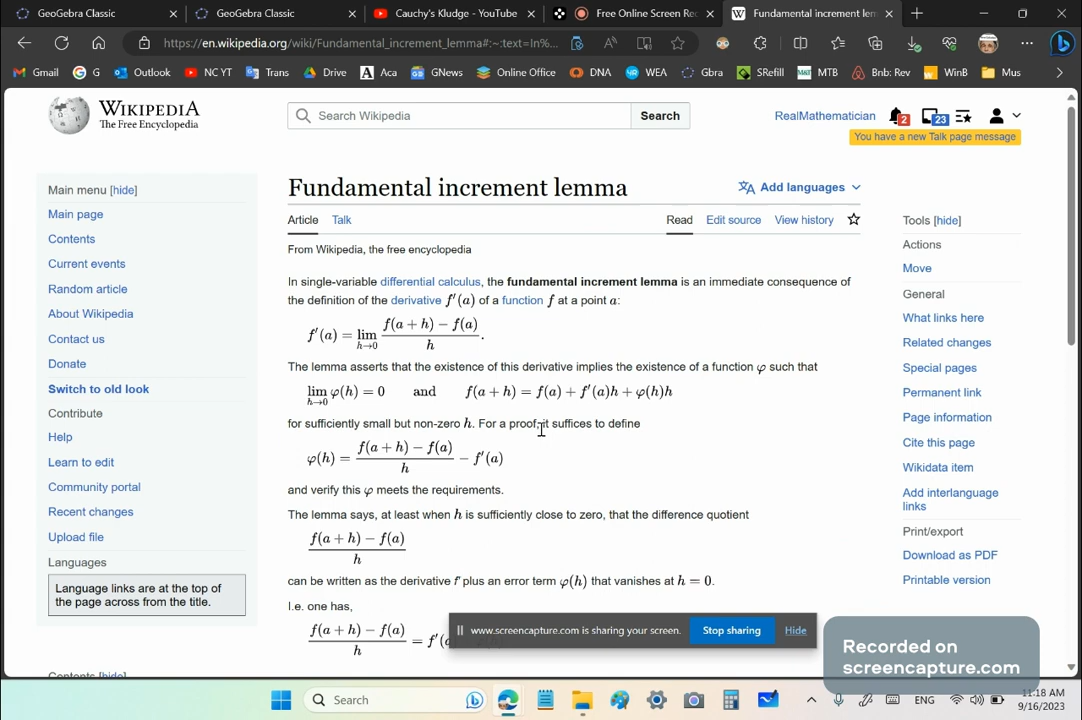 GeoGebra Classic
GeoGebra Classic
Cauchy's Kludge - YouTube
Free Online Screen Rec
Fundamental increment lemm
https://en.wikipedia.org/wiki/Fundamental_increment_lemma#:~:text=In%...
Gmail
G
Outlook
NC YT
Trans
Drive
Aca
GNews
Online Office
DNA
WEA
Gbra
SRefill
MTB
Bnb: Rev
WinB
Mus
WIKIPEDIA
The Free Encyclopedia
Search Wikipedia
Search
RealMathematician
2
23
You have a new Talk page message
Main menu [hide]
Main page
Contents
Current events
Random article
About Wikipedia
Contact us
Donate
Switch to old look
Contribute
Help
Learn to edit
Community portal
Recent changes
Upload file
Languages
Language links are at the top of
the page across from the title.
Contents [hide]
Fundamental increment lemma
Add languages
Article
Talk
Read
Edit source
View history
From Wikipedia, the free encyclopedia
In single-variable differential calculus, the fundamental increment lemma is an immediate consequence of
the definition of the derivative f′(a) of a function f at a point a:
f′(a) = lim h→0 f(a + h) − f(a) / h.
The lemma asserts that the existence of this derivative implies the existence of a function φ such that
lim h→0 φ(h) = 0 and f(a + h) = f(a) + f′(a)h + φ(h)h
for sufficiently small but non-zero h. For a proof, it suffices to define
φ(h) = f(a + h) − f(a) / h − f′(a)
and verify this φ meets the requirements.
The lemma says, at least when h is sufficiently close to zero, that the difference quotient
f(a + h) − f(a) / h
can be written as the derivative f' plus an error term φ(h) that vanishes at h = 0.
I.e. one has,
f(a + h) − f(a) / h = f′(a
Tools [hide]
Actions
Move
General
What links here
Related changes
Special pages
Permanent link
Page information
Cite this page
Wikidata item
Add interlanguage
links
Print/export
Download as PDF
Printable version
www.screencapture.com is sharing your screen.
Stop sharing
Hide
Recorded on
screencapture.com
Search
ENG
11:18 AM
9/16/2023